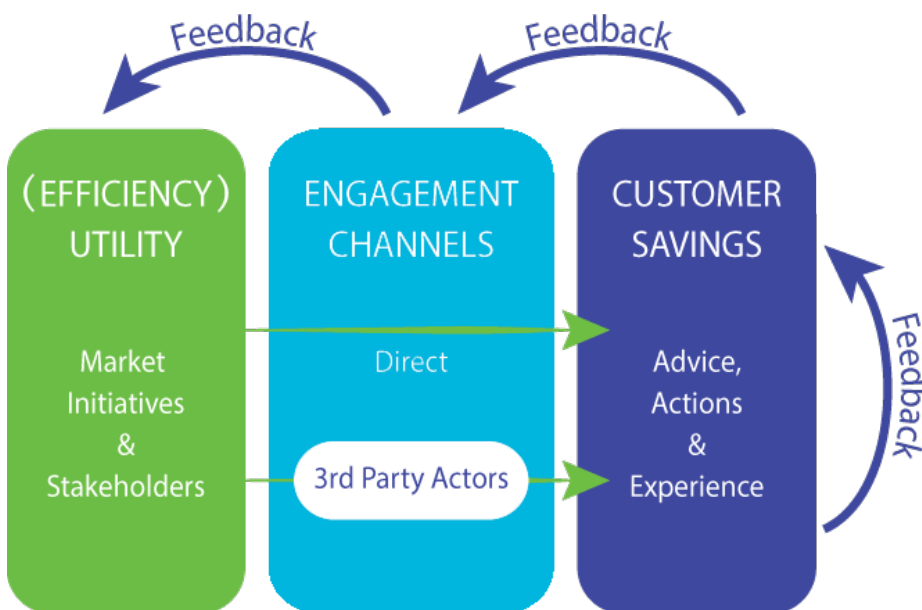 Feedback
Feedback
(EFFICIENCY)
UTILITY
Market
Initiatives
&
Stakeholders
ENGAGEMENT
CHANNELS
Direct
3rd Party Actors
CUSTOMER
SAVINGS
Advice,
Actions
&
Experience
Feedback